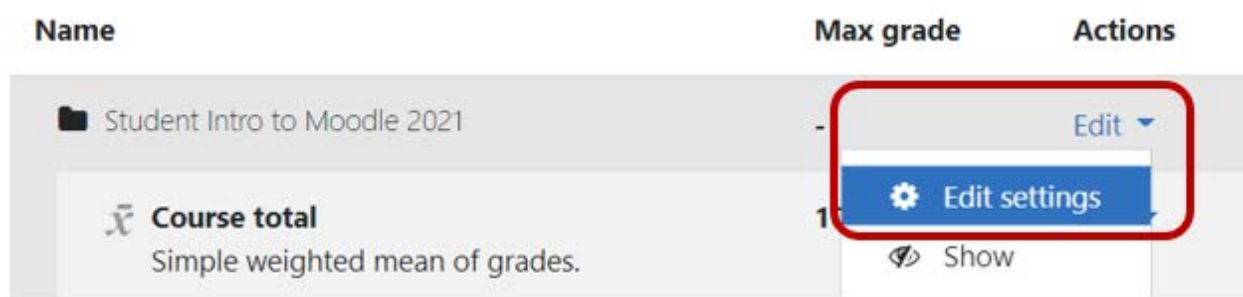 Name Max grade Actions
Student Intro to Moodle 2021 - Edit
Edit settings
x̄ Course total 1
Simple weighted mean of grades.
Show